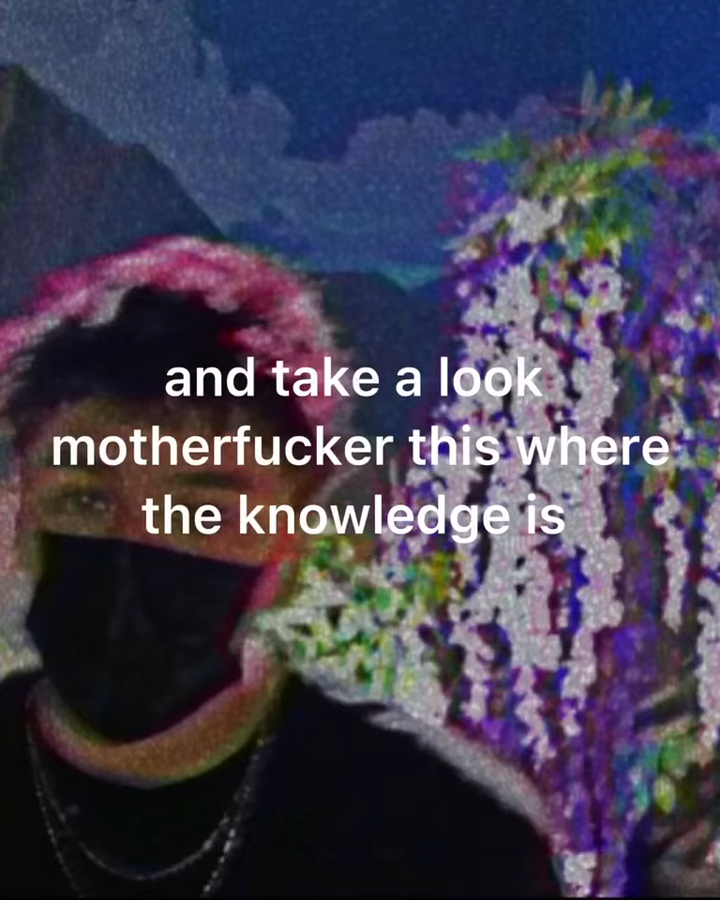 and take a look
motherfucker this where
the knowledge is